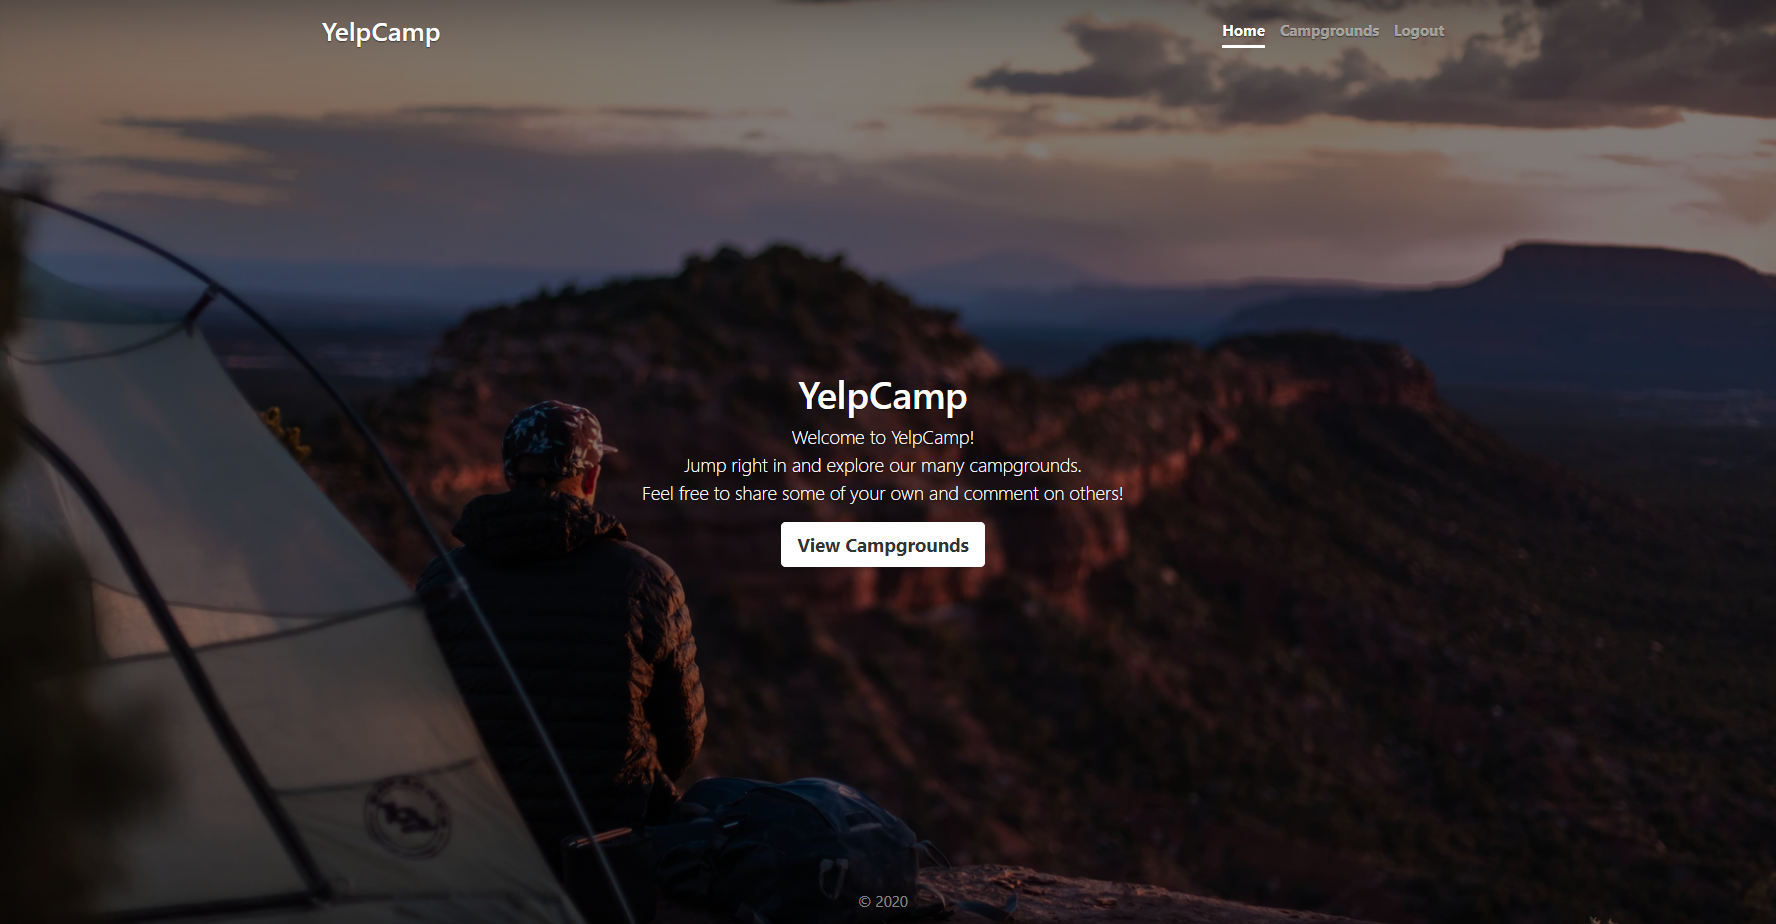 YelpCamp
Home Campgrounds Logout
YelpCamp
Welcome to YelpCamp!
Jump right in and explore our many campgrounds.
Feel free to share some of your own and comment on others!
View Campgrounds
© 2020